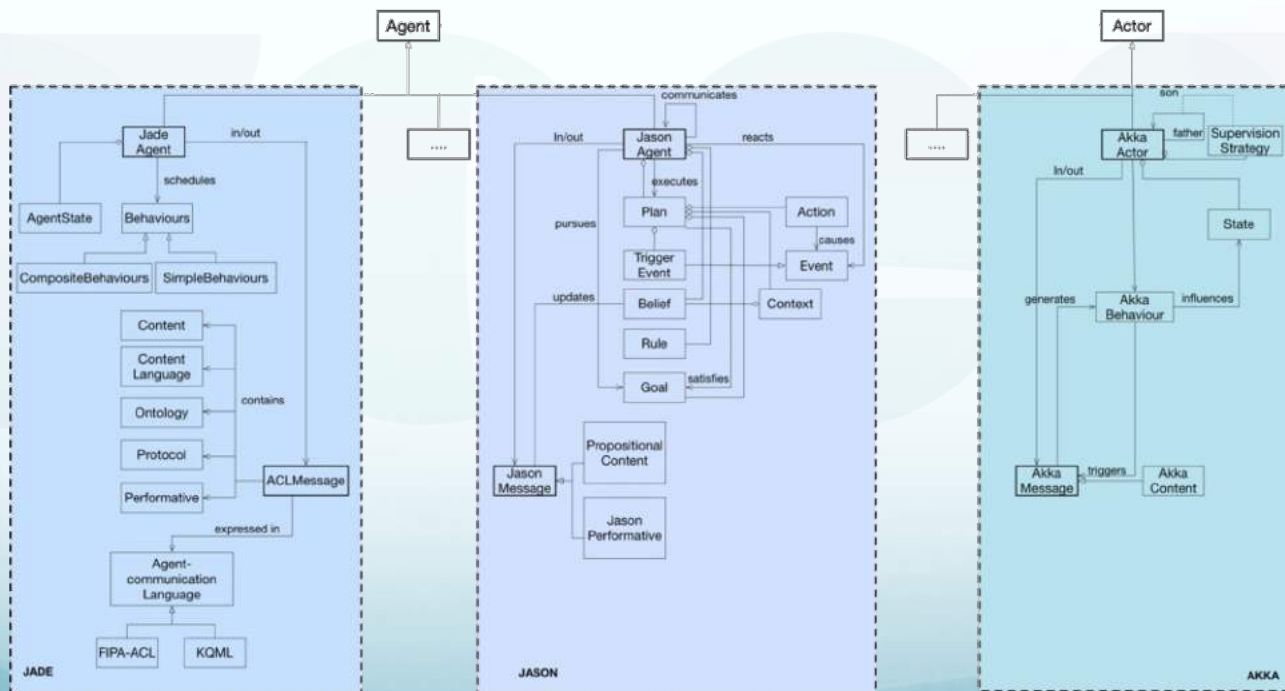 Agent
Actor
....
....
Jade
Agent
in/out
schedules
AgentState
Behaviours
CompositeBehaviours
SimpleBehaviours
Content
Content
Language
contains
Ontology
Protocol
Performative
ACLMessage
expressed in
Agent-
communication
Language
FIPA-ACL
KQML
JADE
communicates
In/out
Jason
Agent
reacts
executes
Plan
Action
pursues
causes
Trigger
Event
Event
updates
Belief
Context
Rule
Goal
satisfies
Propositional
Content
Jason
Message
Jason
Performative
JASON
son
Akka
Actor
father
Supervision
Strategy
In/out
State
generates
Akka
Behaviour
influences
Akka
Message
triggers
Akka
Content
AKKA